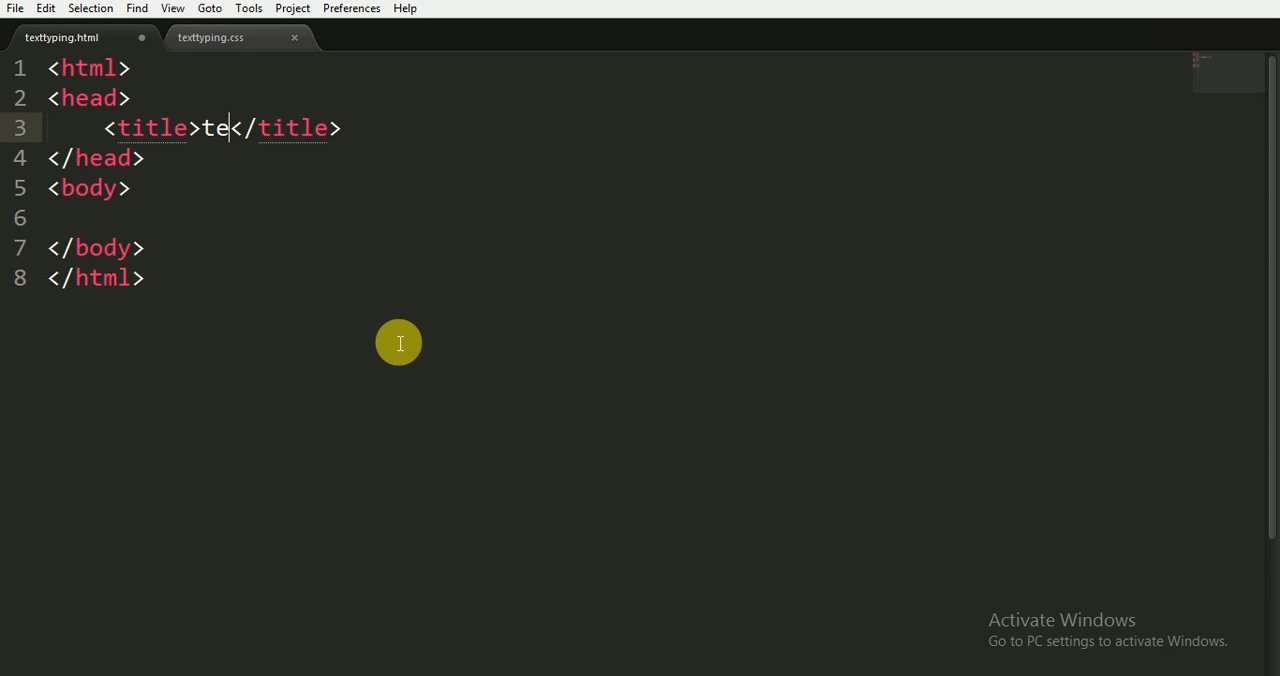 File Edit Selection Find View Goto Tools Project Preferences Help
texttyping.html texttyping.css
1 <html>
2 <head>
3 <title>te</title>
4 </head>
5 <body>
6
7 </body>
8 </html>
Activate Windows
Go to PC settings to activate Windows.